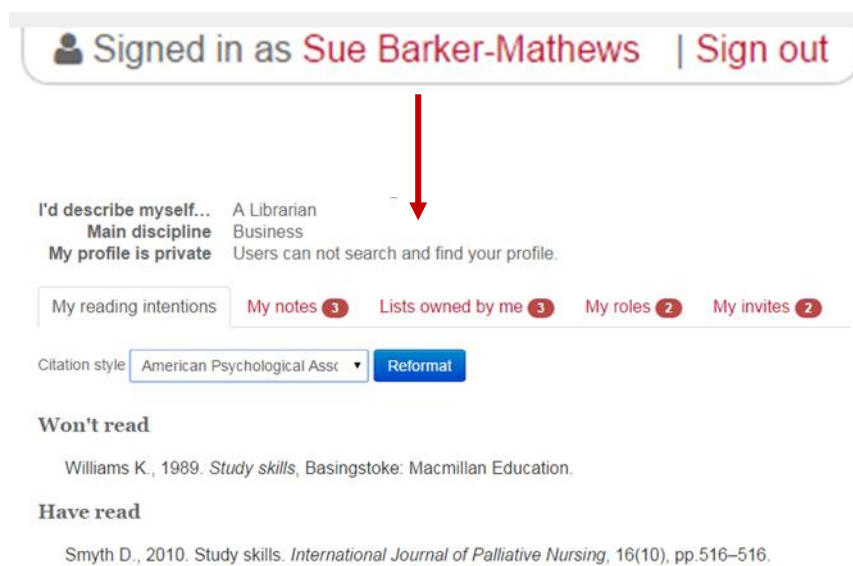 Signed in as Sue Barker-Mathews | Sign out
I'd describe myself... A Librarian
Main discipline Business
My profile is private Users can not search and find your profile.
My reading intentions My notes 3 Lists owned by me 3 My roles 2 My invites 2
Citation style American Psychological Assc Reformat
Won't read
Williams K., 1989. Study skills, Basingstoke: Macmillan Education.
Have read
Smyth D., 2010. Study skills. International Journal of Palliative Nursing, 16(10), pp.516–516.